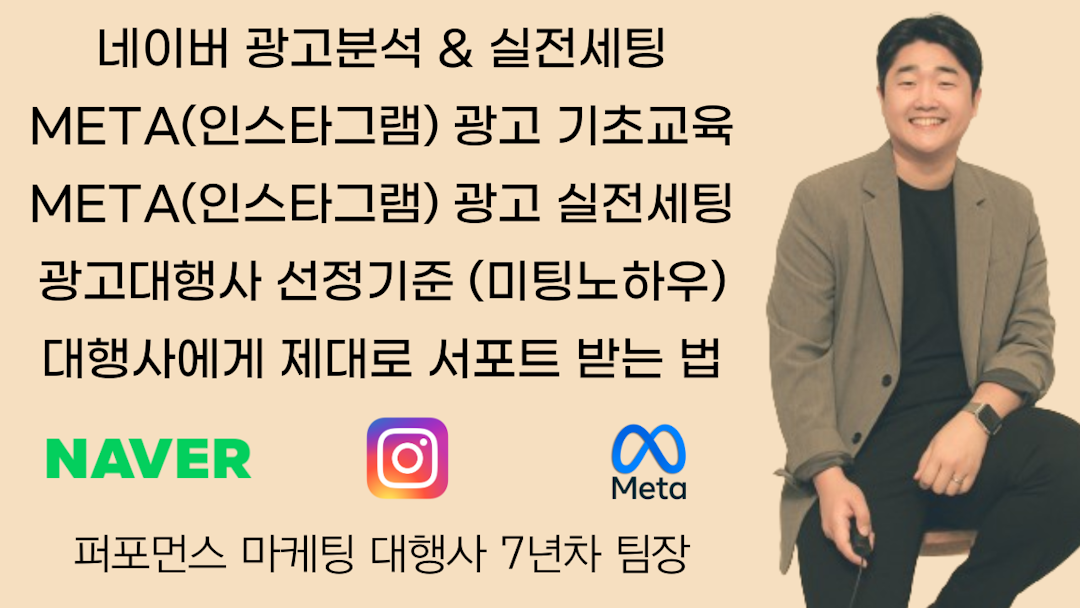 네이버 광고분석 & 실전세팅
META(인스타그램) 광고 기초교육
META(인스타그램) 광고 실전세팅
광고대행사 선정기준 (미팅노하우)
대행사에게 제대로 서포트 받는 법
NAVER
Meta
퍼포먼스 마케팅 대행사 7년차 팀장